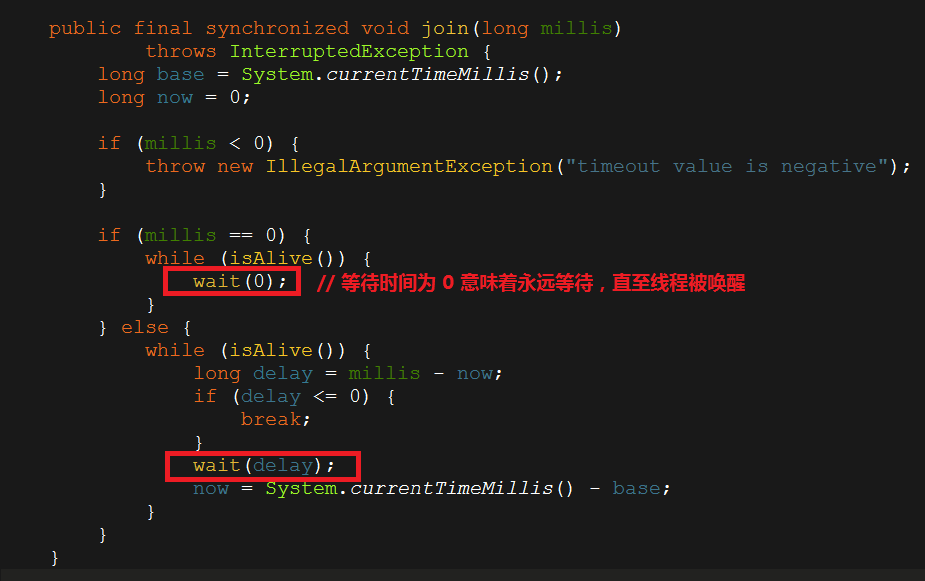 public final synchronized void join(long millis)
throws InterruptedException {
long base = System.currentTimeMillis();
long now = 0;
if (millis < 0) {
throw new IllegalArgumentException("timeout value is negative");
}
if (millis == 0) {
while (isAlive()) {
wait(0); // 等待时间为 0 意味着永远等待，直至线程被唤醒
}
} else {
while (isAlive()) {
long delay = millis - now;
if (delay <= 0) {
break;
}
wait(delay);
now = System.currentTimeMillis() - base;
}
}
}